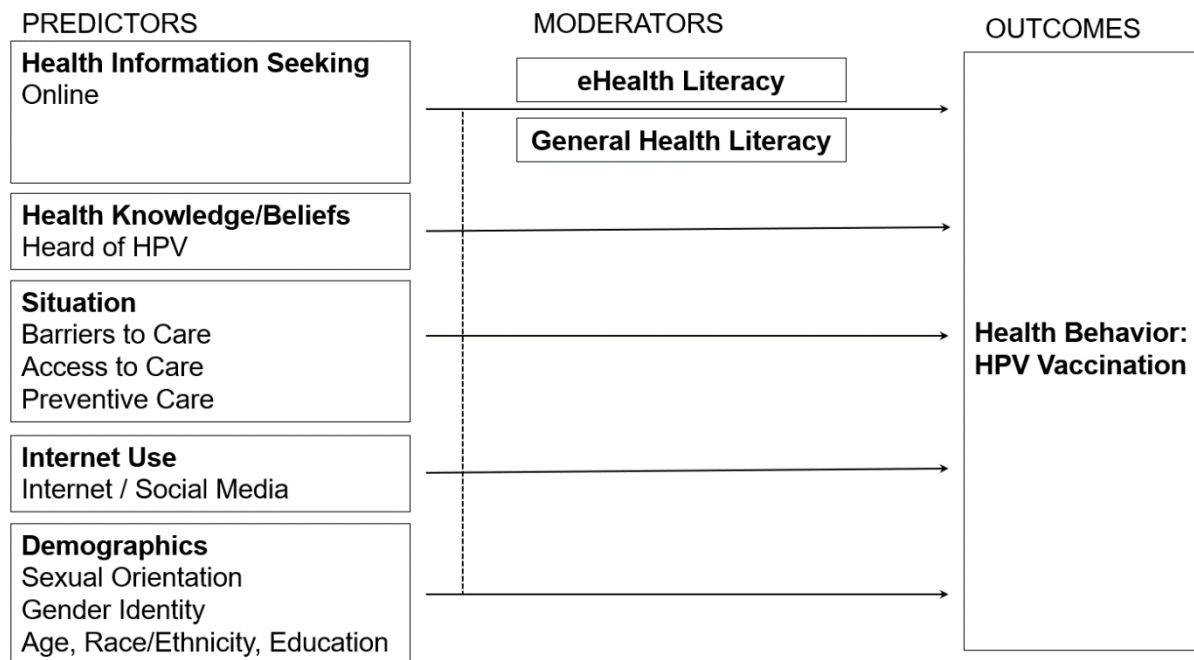 PREDICTORS
Health Information Seeking
Online
Health Knowledge/Beliefs
Heard of HPV
Situation
Barriers to Care
Access to Care
Preventive Care
Internet Use
Internet / Social Media
Demographics
Sexual Orientation
Gender Identity
Age, Race/Ethnicity, Education
MODERATORS
eHealth Literacy
General Health Literacy
OUTCOMES
Health Behavior:
HPV Vaccination